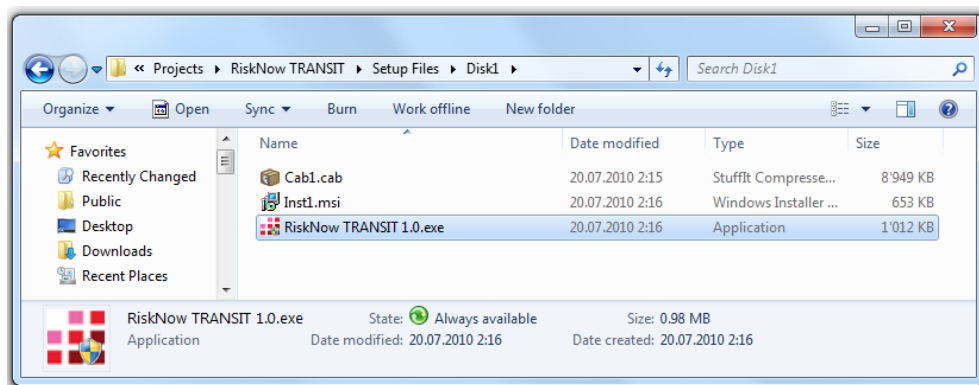 « Projects ▸ RiskNow TRANSIT ▸ Setup Files ▸ Disk1 ▸ Search Disk1
Organize Open Sync Burn Work offline New folder
Favorites
Recently Changed
Public
Desktop
Downloads
Recent Places
Name Date modified Type Size
Cab1.cab 20.07.2010 2:15 StuffIt Compresse... 8'949 KB
Inst1.msi 20.07.2010 2:16 Windows Installer ... 653 KB
RiskNow TRANSIT 1.0.exe 20.07.2010 2:16 Application 1'012 KB
RiskNow TRANSIT 1.0.exe State: Always available Size: 0.98 MB
Application Date modified: 20.07.2010 2:16 Date created: 20.07.2010 2:16